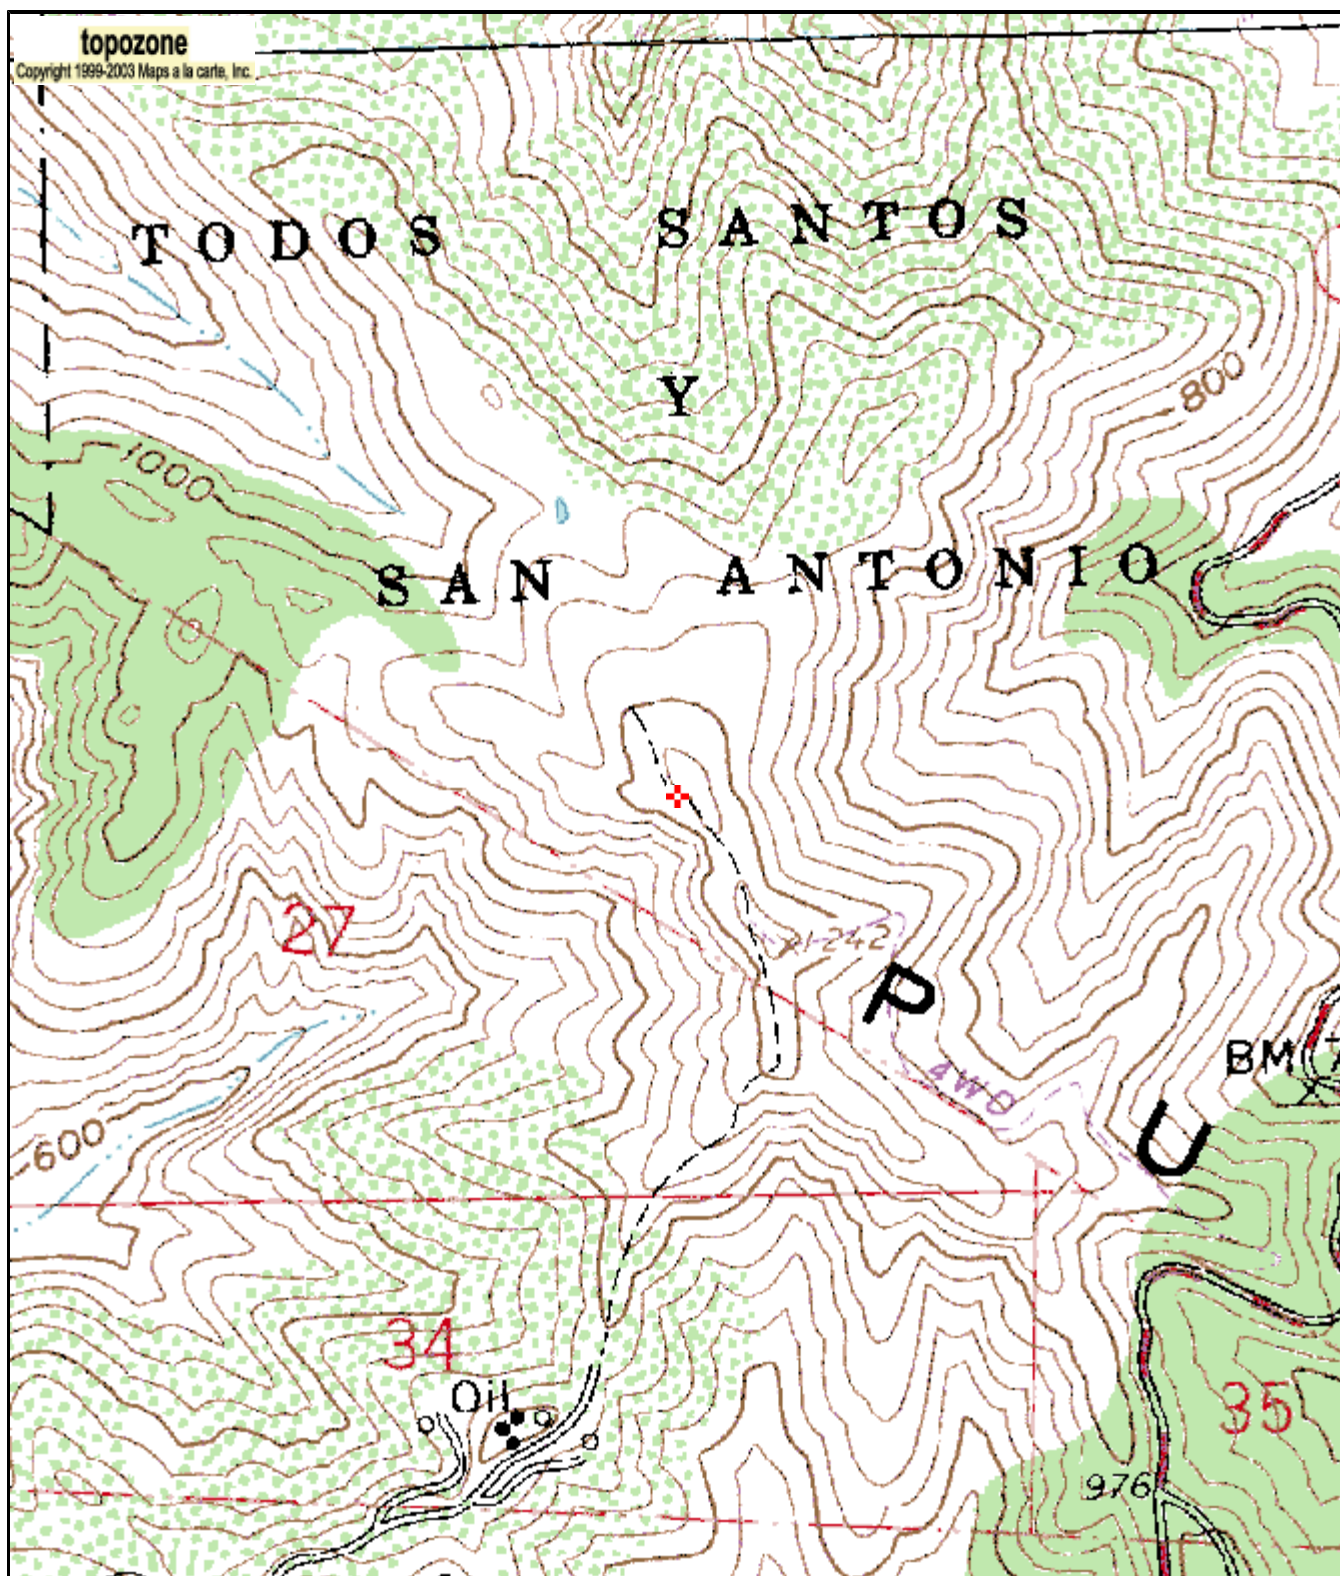 topozone
Copyright 1999-2003 Maps a la carte, Inc.
TODOS SANTOS
Y
800
1000
SAN ANTONIO
27
1242
P
4WD
BM
U
600
34
Oil
35
976